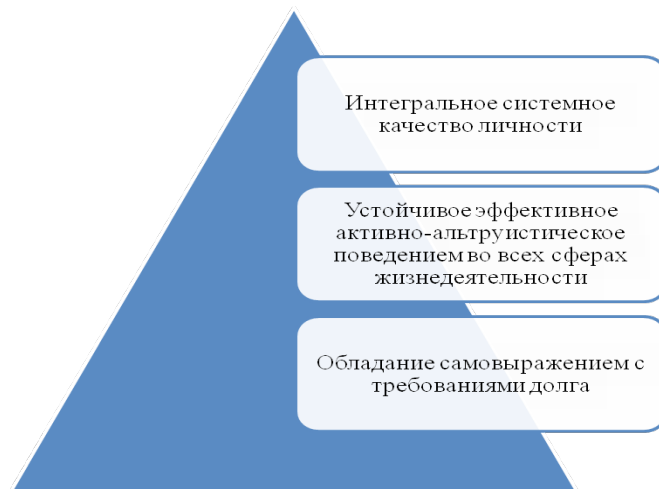 Интегральное системное
качество личности
Устойчивое эффективное
активно-альтруистическое
поведением во всех сферах
жизнедеятельности
Обладание самовыражением с
требованиями долга